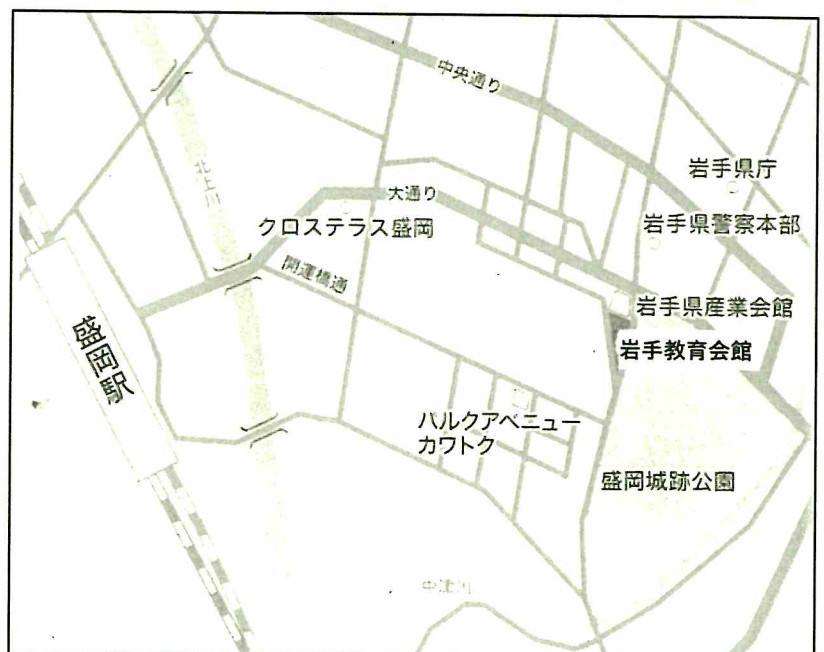 中央通り
岩手県庁
北上川
大通り
クロステラス盛岡
岩手県警察本部
開運橋通
岩手県産業会館
盛岡駅
岩手教育会館
パルクアベニュー
カワトク
盛岡城跡公園
中津川